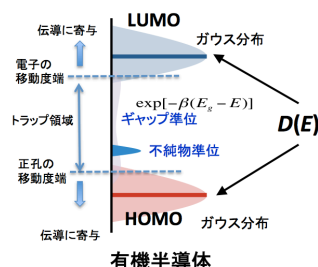 LUMO
伝導に寄与
ガウス分布
電子の
移動度端
exp[−β(E_g−E)]
トラップ領域
ギャップ準位
D(E)
不純物準位
正孔の
移動度端
伝導に寄与
HOMO
ガウス分布
有機半導体